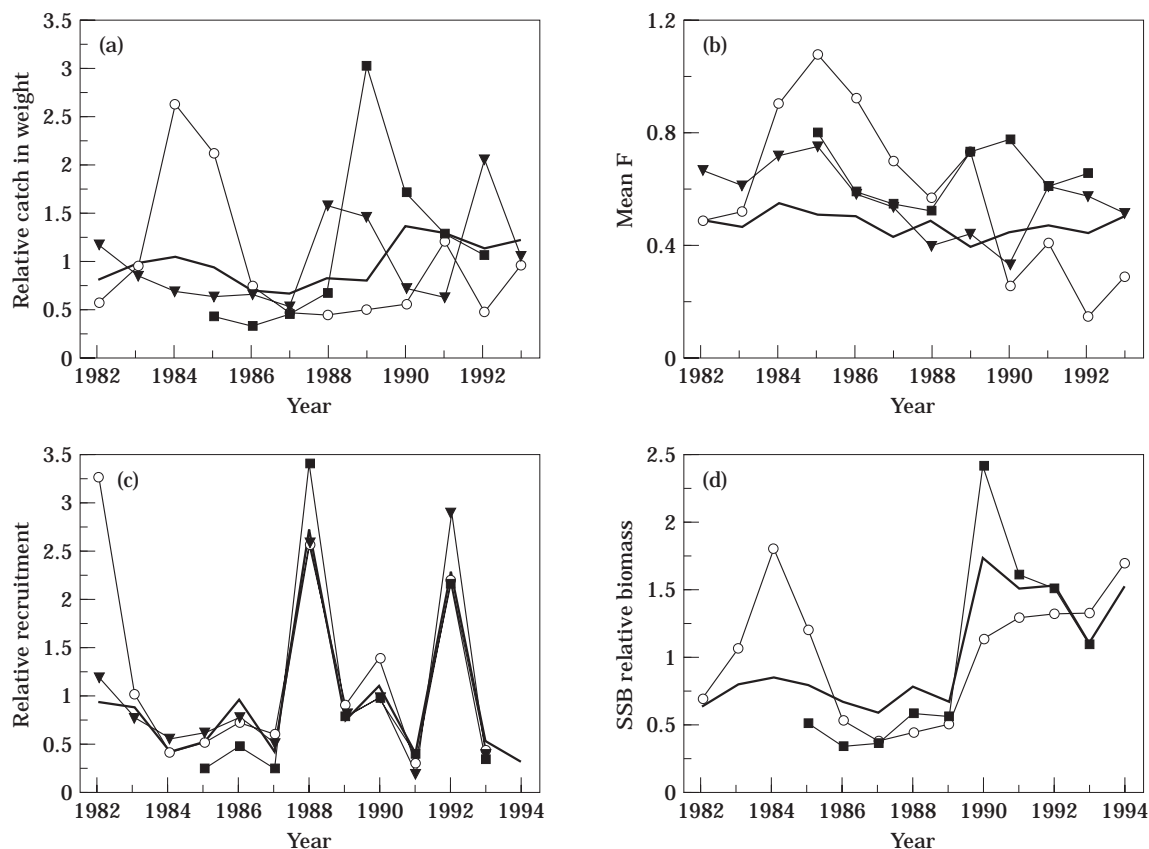 (a)
Relative catch in weight
3.5
3
2.5
2
1.5
1
0.5
0
1982 1984 1986 1988 1990 1992
Year
(b)
Mean F
1.2
0.8
0.4
0
1982 1984 1986 1988 1990 1992
Year
(c)
Relative recruitment
3.5
3
2.5
2
1.5
1
0.5
0
1982 1984 1986 1988 1990 1992 1994
Year
(d)
SSB relative biomass
2.5
2
1.5
1
0.5
0
1982 1984 1986 1988 1990 1992 1994
Year